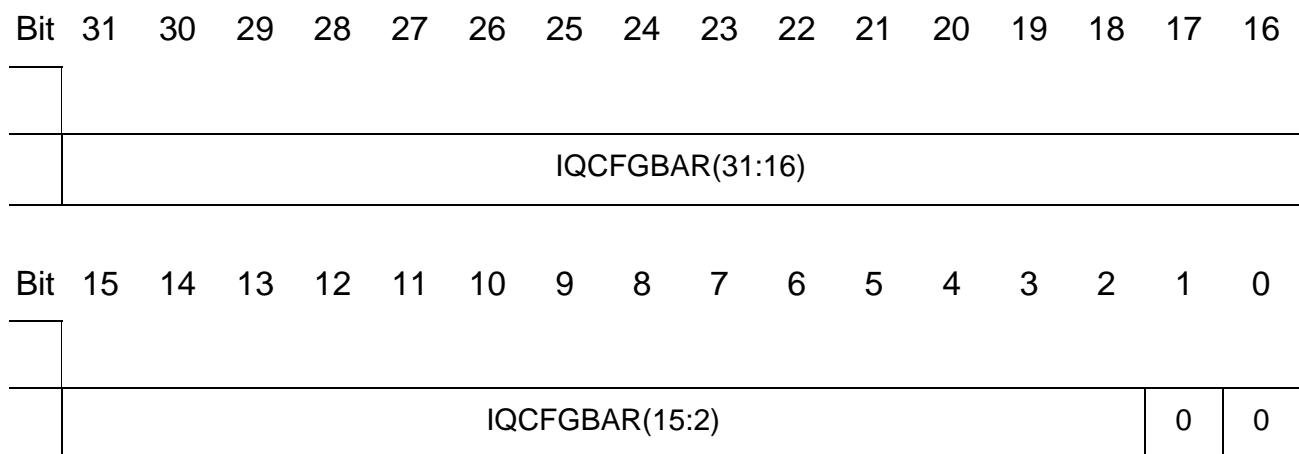 Bit 31 30 29 28 27 26 25 24 23 22 21 20 19 18 17 16
IQCFGBAR(31:16)
Bit 15 14 13 12 11 10 9 8 7 6 5 4 3 2 1 0
IQCFGBAR(15:2) 0 0